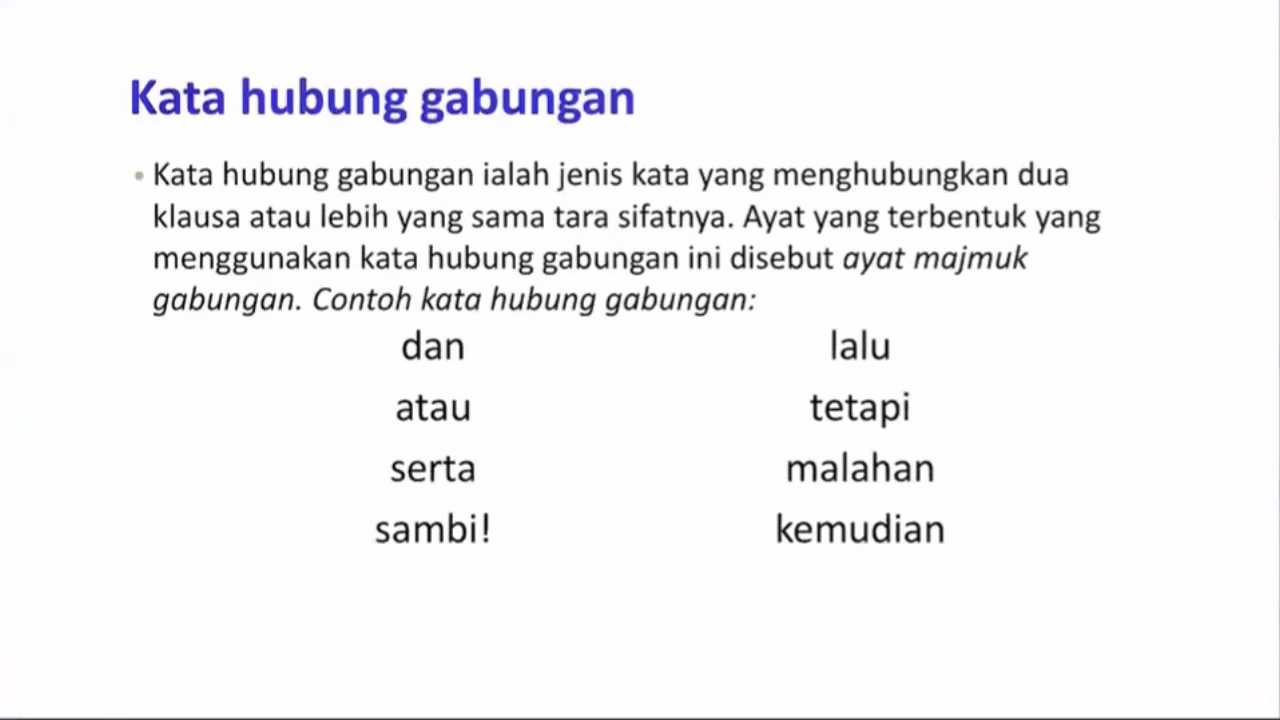 Kata hubung gabungan
• Kata hubung gabungan ialah jenis kata yang menghubungkan dua
klausa atau lebih yang sama tara sifatnya. Ayat yang terbentuk yang
menggunakan kata hubung gabungan ini disebut ayat majmuk
gabungan. Contoh kata hubung gabungan:
dan lalu
atau tetapi
serta malahan
sambi! kemudian